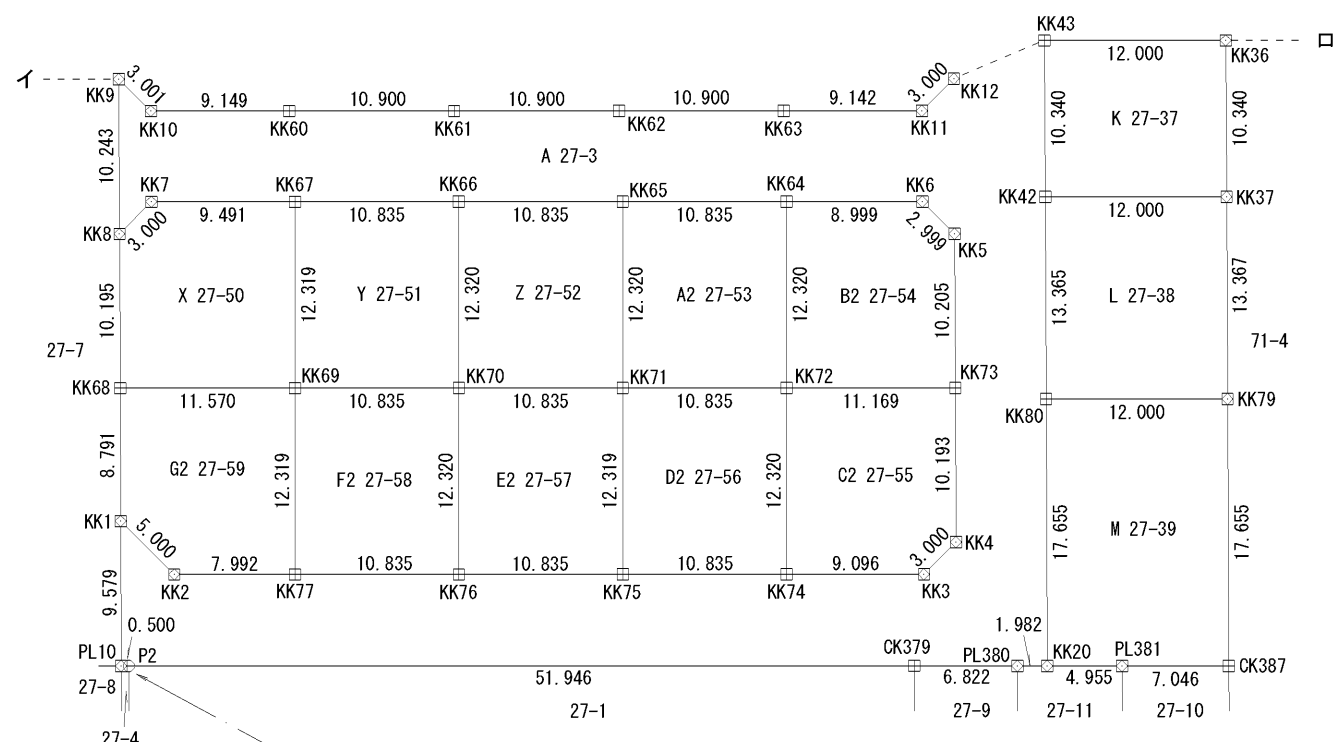 KK43
イ
ロ
12.000
KK36
KK9
3.001
3.000
KK12
9.149
10.900
10.900
10.900
9.142
KK10
KK60
KK61
KK62
KK63
KK11
10.243
10.340
K 27-37
10.340
A 27-3
KK7
KK67
KK66
KK65
KK64
KK6
KK42
KK37
9.491
10.835
10.835
10.835
8.999
12.000
KK8
3.000
2.999
KK5
10.195
X 27-50
12.319
Y 27-51
12.320
Z 27-52
12.320
A2 27-53
12.320
B2 27-54
10.205
13.365
L 27-38
13.367
27-7
71-4
KK68
KK69
KK70
KK71
KK72
KK73
11.570
10.835
10.835
10.835
11.169
KK80
12.000
KK79
8.791
G2 27-59
12.319
F2 27-58
12.320
E2 27-57
12.319
D2 27-56
12.320
C2 27-55
10.193
17.655
M 27-39
17.655
KK1
5.000
3.000
KK4
7.992
10.835
10.835
10.835
9.096
KK2
KK77
KK76
KK75
KK74
KK3
9.579
0.500
1.982
PL10
P2
CK379
PL380
KK20
PL381
CK387
51.946
6.822
4.955
7.046
27-8
27-1
27-9
27-11
27-10
27-4